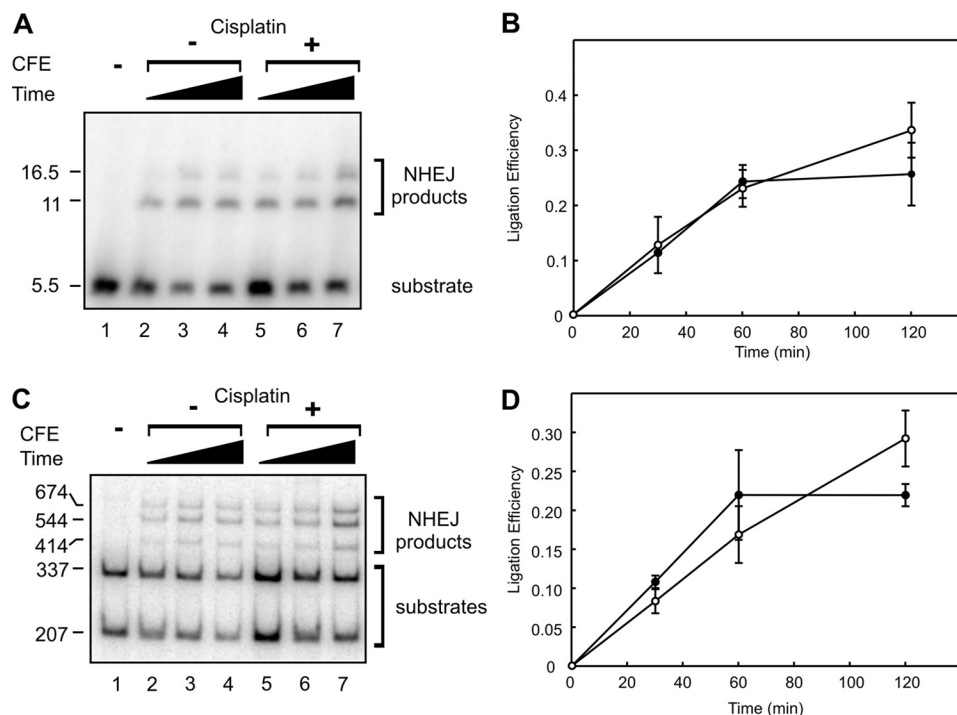 A
Cisplatin
- +
CFE -
Time
16.5
11
NHEJ
products
5.5
substrate
1 2 3 4 5 6 7
B
Ligation Efficiency
0.4
0.3
0.2
0.1
0
0 20 40 60 80 100 120
Time (min)
C
Cisplatin
- +
CFE -
Time
674
544
414
337
207
NHEJ
products
substrates
1 2 3 4 5 6 7
D
Ligation Efficiency
0.30
0.25
0.20
0.15
0.10
0.05
0
0 20 40 60 80 100 120
Time (min)